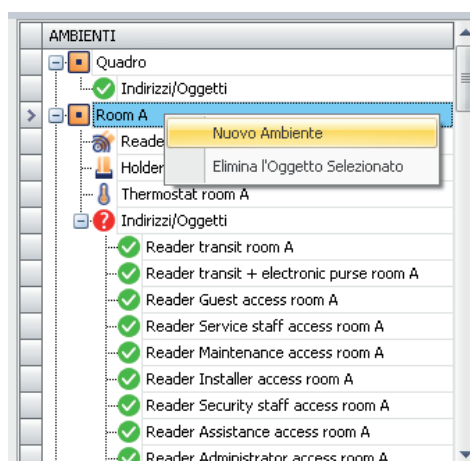 AMBIENTI
Quadro
Indirizzi/Oggetti
Room A
Nuovo Ambiente
Reade
Elimina l'Oggetto Selezionato
Holder
Thermostat room A
Indirizzi/Oggetti
Reader transit room A
Reader transit + electronic purse room A
Reader Guest access room A
Reader Service staff access room A
Reader Maintenance access room A
Reader Installer access room A
Reader Security staff access room A
Reader Assistance access room A
Reader Administrator access room A